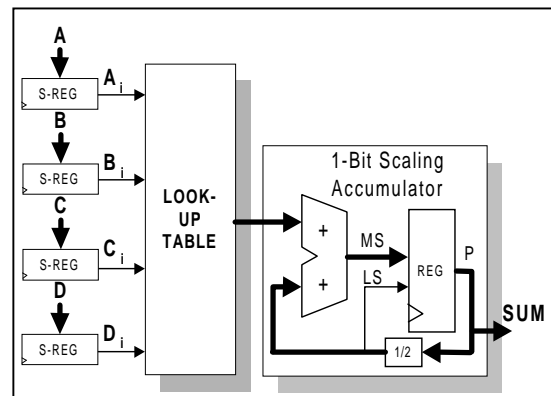 A
S-REG
A i
B
S-REG
B i
C
S-REG
C i
D
S-REG
D i
LOOK-
UP
TABLE
1-Bit Scaling
Accumulator
+
+
MS
LS
REG
P
1/2
SUM